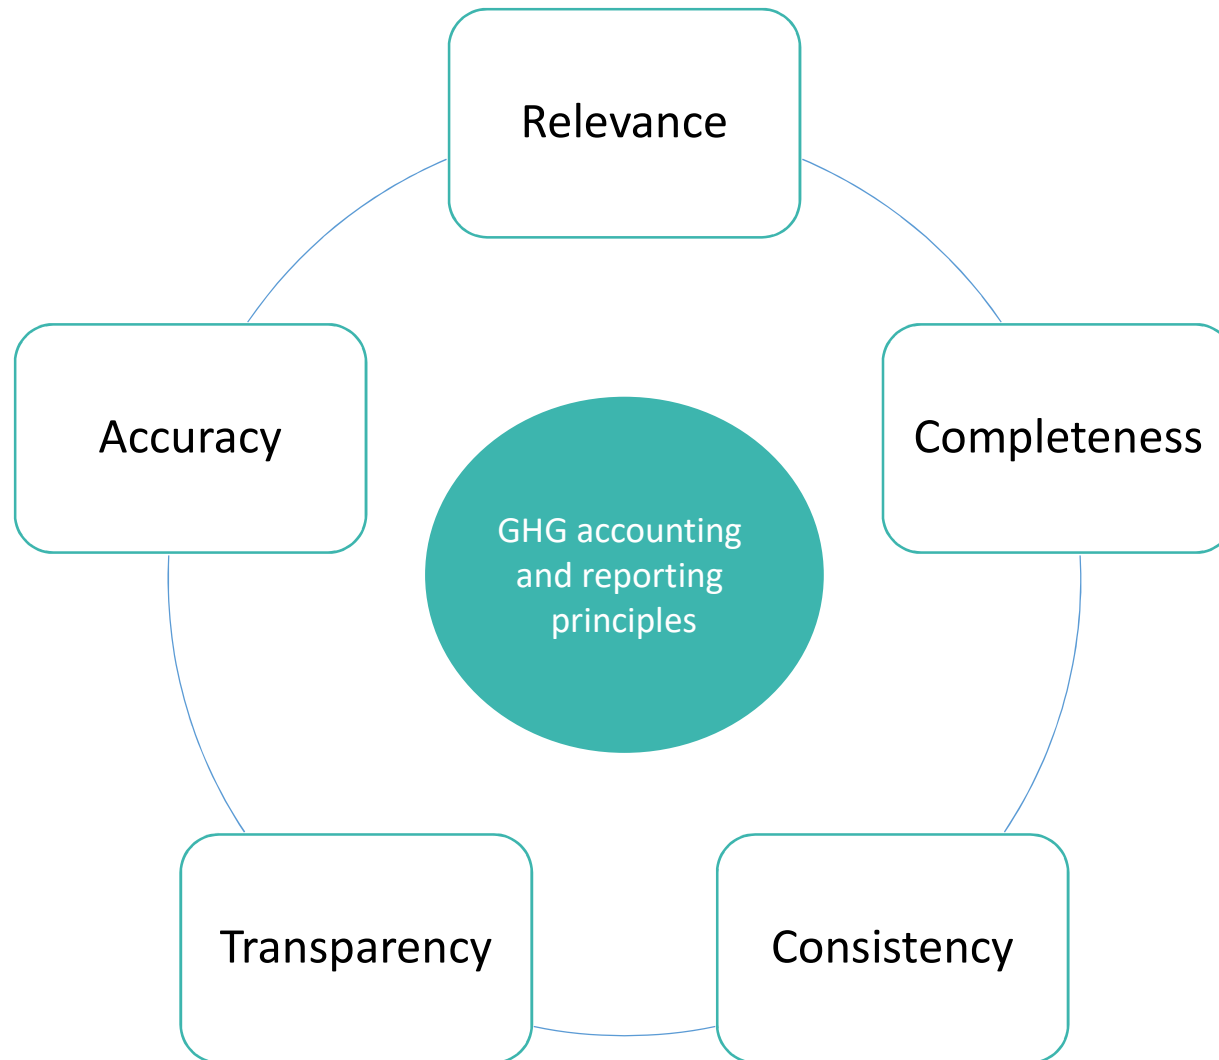 Relevance
Accuracy
Completeness
GHG accounting
and reporting
principles
Transparency
Consistency